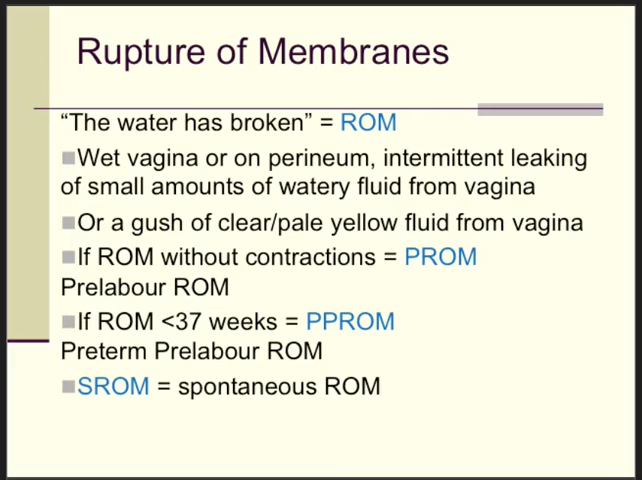 Rupture of Membranes
“The water has broken” = ROM
Wet vagina or on perineum, intermittent leaking
of small amounts of watery fluid from vagina
Or a gush of clear/pale yellow fluid from vagina
If ROM without contractions = PROM
Prelabour ROM
If ROM <37 weeks = PPROM
Preterm Prelabour ROM
SROM = spontaneous ROM